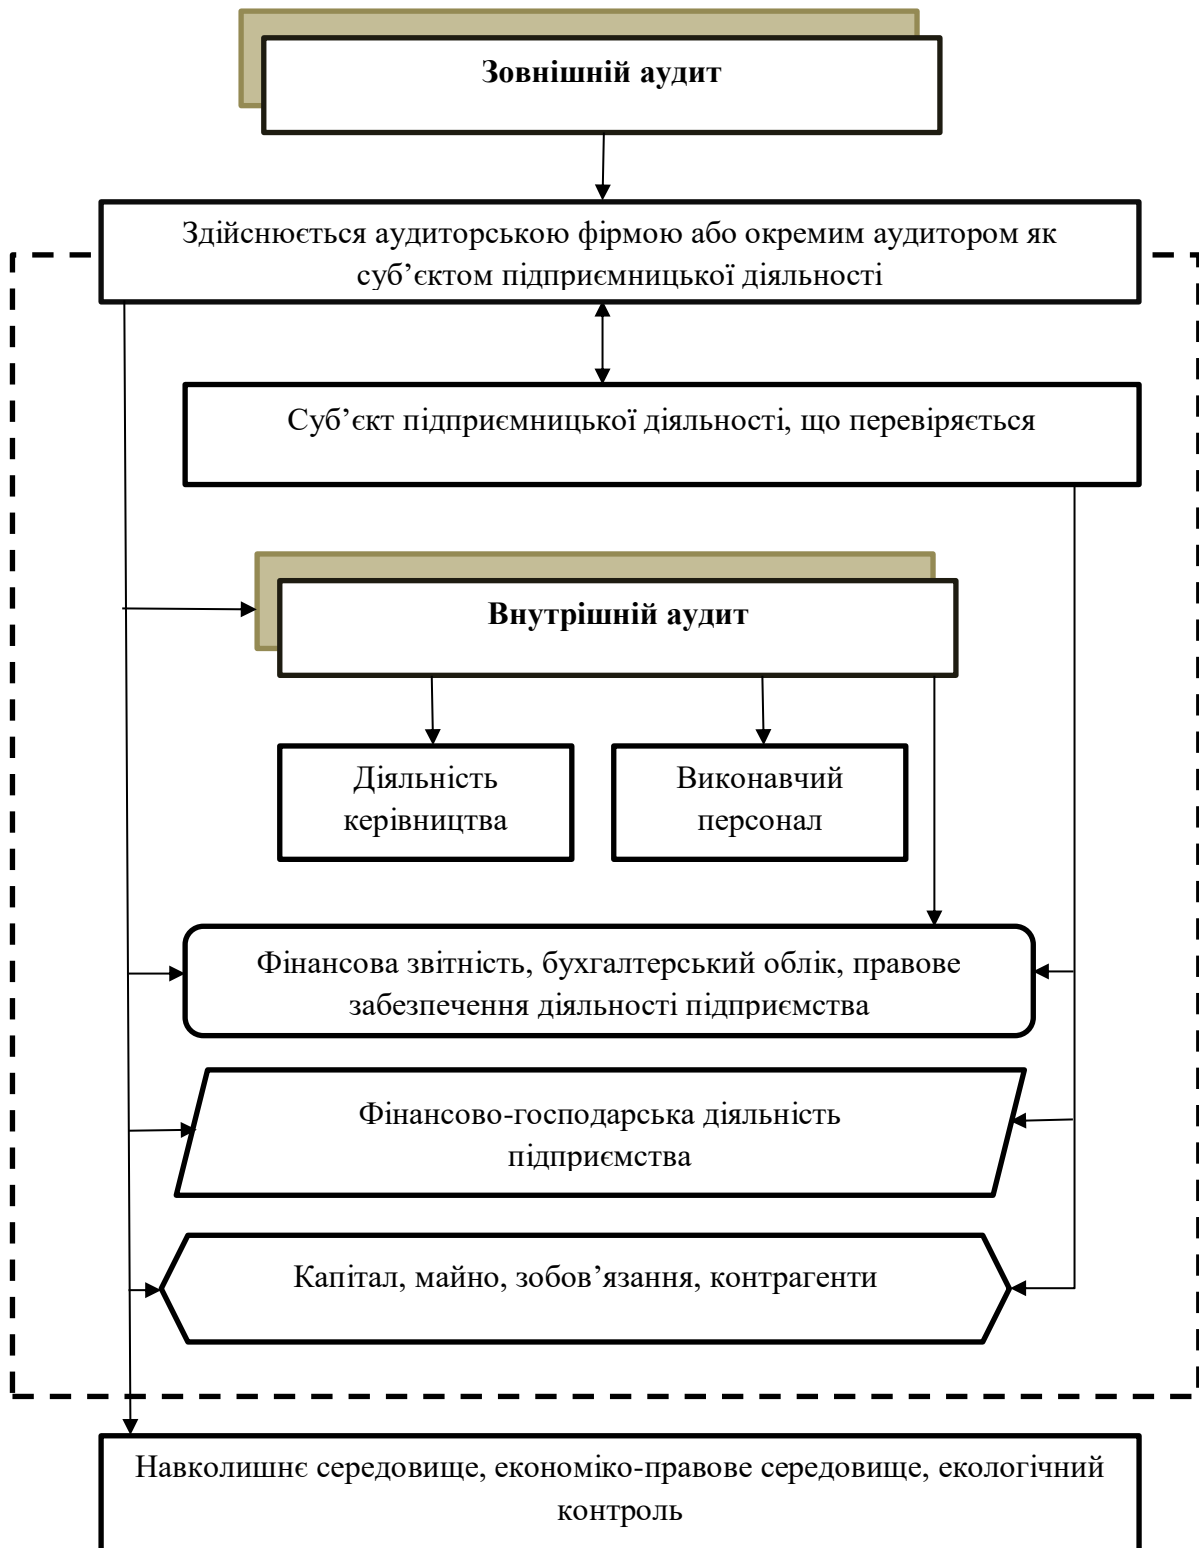 Зовнішній аудит
Здійснюється аудиторською фірмою або окремим аудитором як
суб’єктом підприємницької діяльності
Суб’єкт підприємницької діяльності, що перевіряється
Внутрішній аудит
Діяльність
керівництва
Виконавчий
персонал
Фінансова звітність, бухгалтерський облік, правове
забезпечення діяльності підприємства
Фінансово-господарська діяльність
підприємства
Капітал, майно, зобов’язання, контрагенти
Навколишнє середовище, економіко-правове середовище, екологічний
контроль